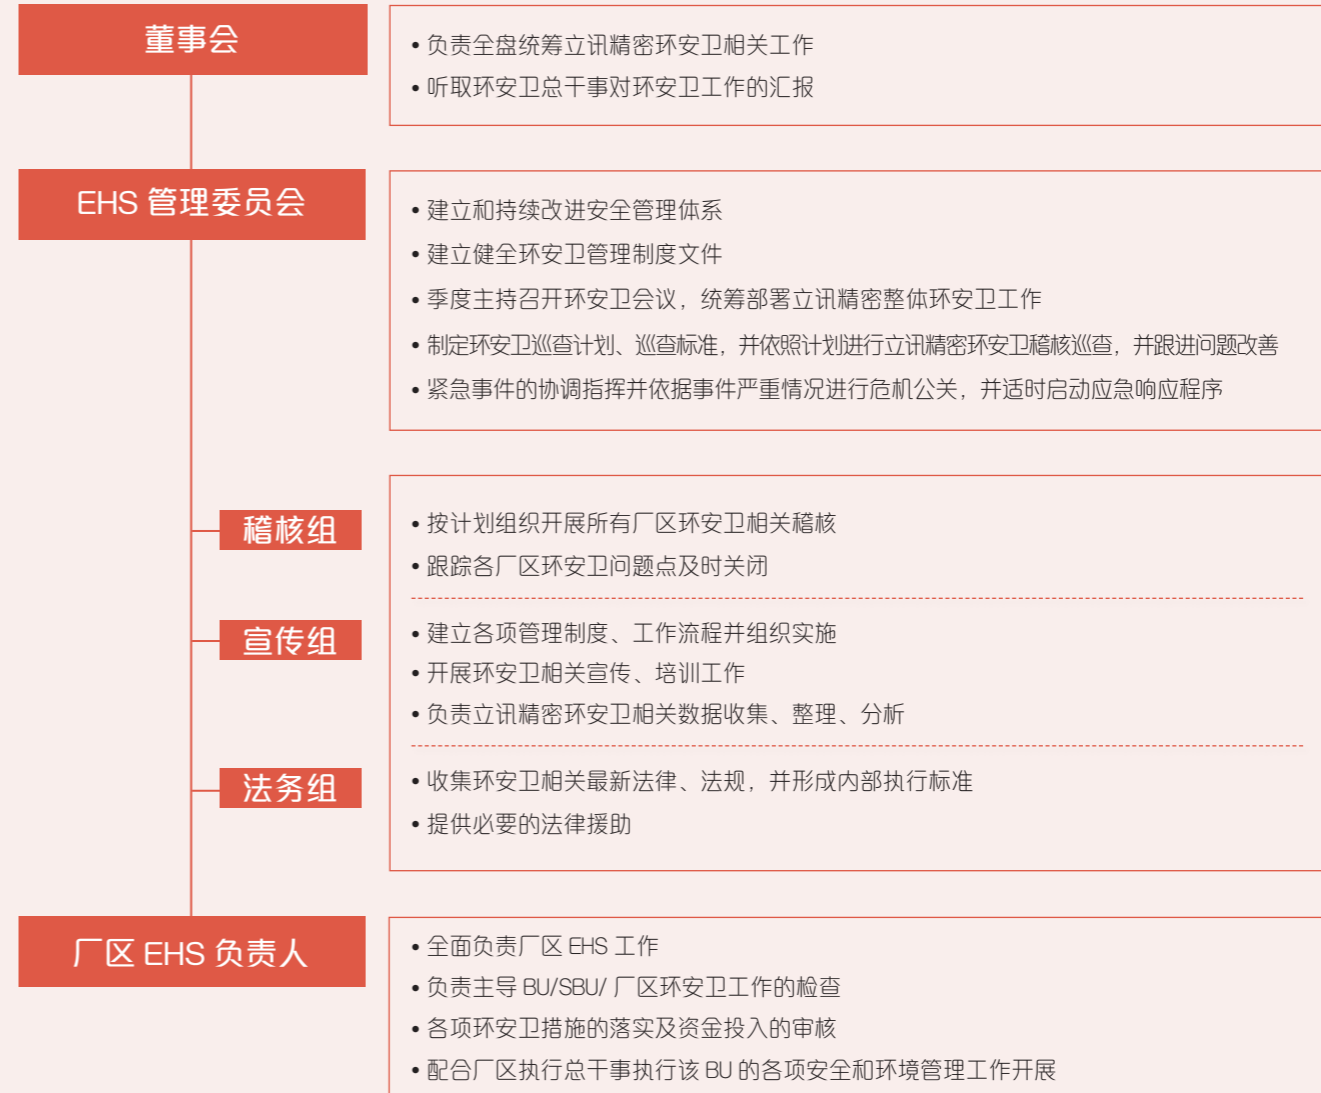 董事会
• 负责全盘统筹立讯精密环安卫相关工作
• 听取环安卫总干事对环安卫工作的汇报
EHS 管理委员会
• 建立和持续改进安全管理体系
• 建立健全环安卫管理制度文件
• 季度主持召开环安卫会议，统筹部署立讯精密整体环安卫工作
• 制定环安卫巡查计划、巡查标准，并依照计划进行立讯精密环安卫稽核巡查，并跟进问题改善
• 紧急事件的协调指挥并依据事件严重情况进行危机公关，并适时启动应急响应程序
稽核组
• 按计划组织开展所有厂区环安卫相关稽核
• 跟踪各厂区环安卫问题点及时关闭
宣传组
• 建立各项管理制度、工作流程并组织实施
• 开展环安卫相关宣传、培训工作
• 负责立讯精密环安卫相关数据收集、整理、分析
法务组
• 收集环安卫相关最新法律、法规，并形成内部执行标准
• 提供必要的法律援助
厂区 EHS 负责人
• 全面负责厂区 EHS 工作
• 负责主导 BU/SBU/ 厂区环安卫工作的检查
• 各项环安卫措施的落实及资金投入的审核
• 配合厂区执行总干事执行该 BU 的各项安全和环境管理工作开展